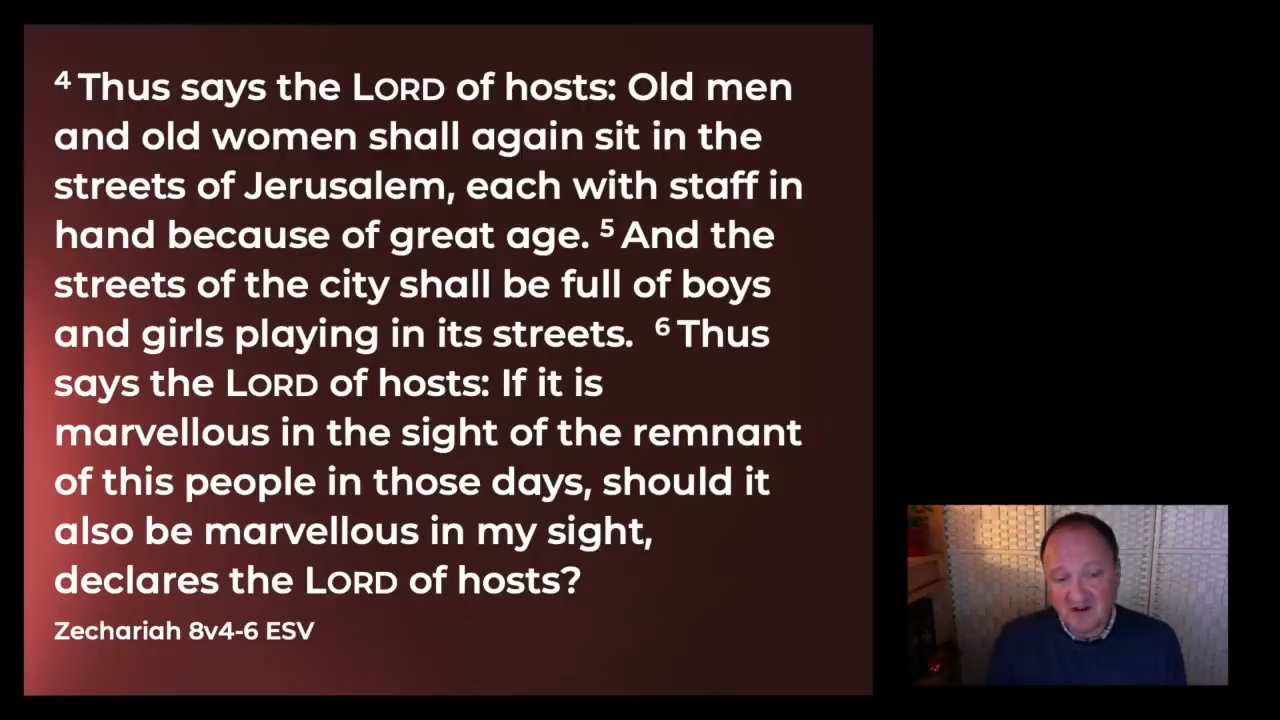 4 Thus says the LORD of hosts: Old men
and old women shall again sit in the
streets of Jerusalem, each with staff in
hand because of great age. 5 And the
streets of the city shall be full of boys
and girls playing in its streets. 6 Thus
says the LORD of hosts: If it is
marvellous in the sight of the remnant
of this people in those days, should it
also be marvellous in my sight,
declares the LORD of hosts?
Zechariah 8v4-6 ESV